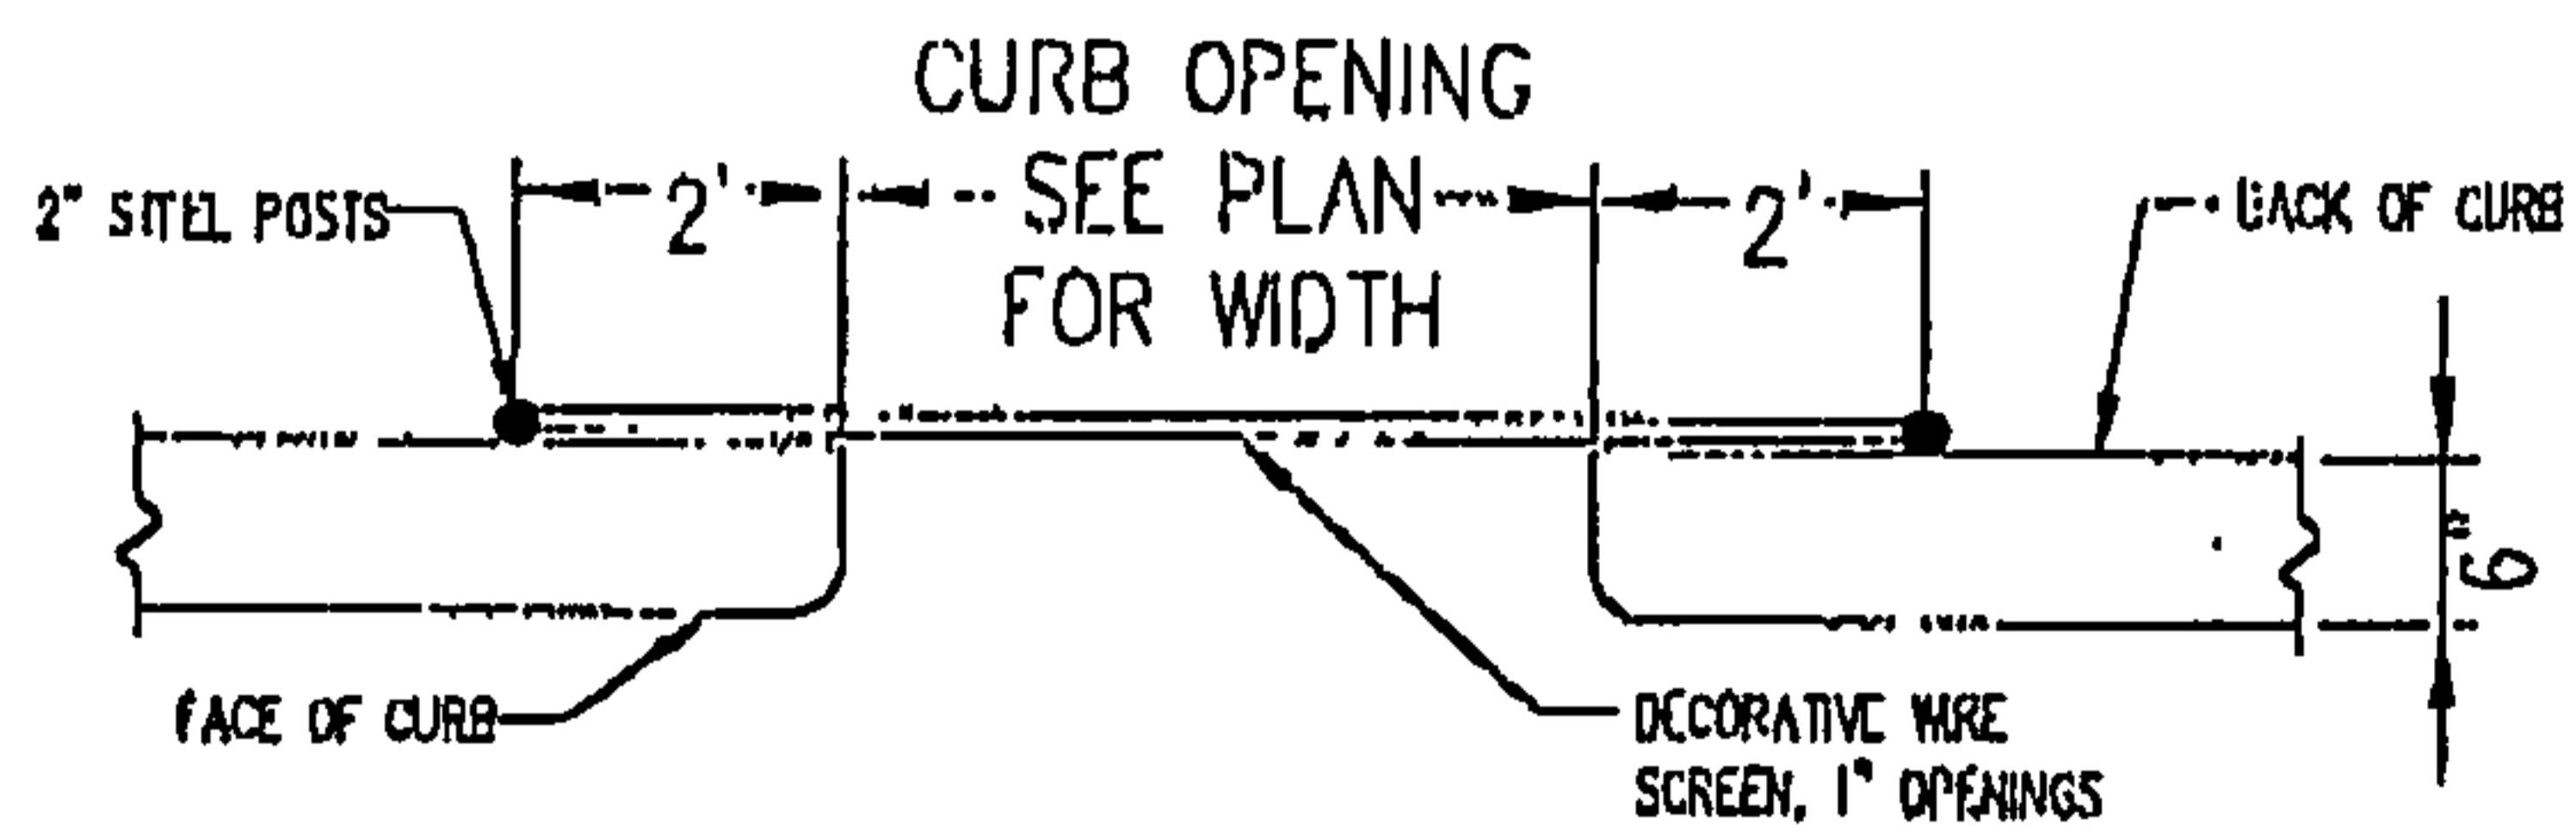 CURB OPENING
SEE PLAN
FOR WIDTH
2" STEEL POSTS
2'
2'
BACK OF CURB
6"
FACE OF CURB
DECORATIVE WIRE
SCREEN, 1" OPENINGS